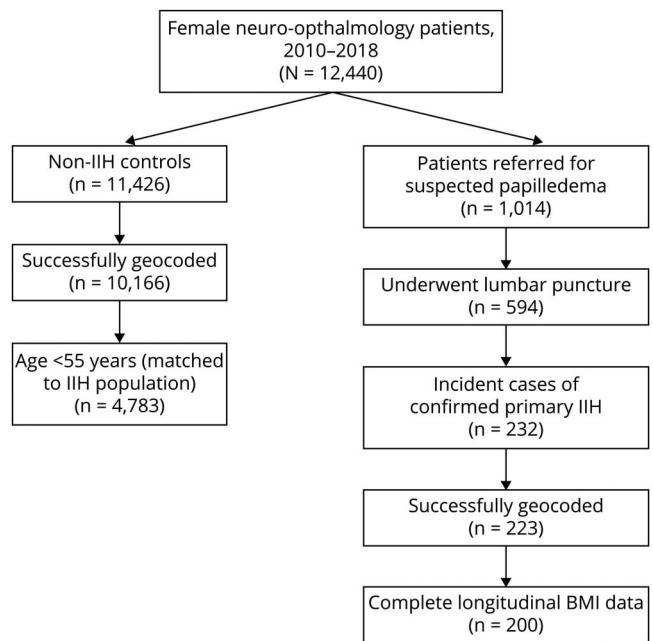 Female neuro-opthalmology patients,
2010–2018
(N = 12,440)
Non-IIH controls
(n = 11,426)
Successfully geocoded
(n = 10,166)
Age <55 years (matched
to IIH population)
(n = 4,783)
Patients referred for
suspected papilledema
(n = 1,014)
Underwent lumbar puncture
(n = 594)
Incident cases of
confirmed primary IIH
(n = 232)
Successfully geocoded
(n = 223)
Complete longitudinal BMI data
(n = 200)